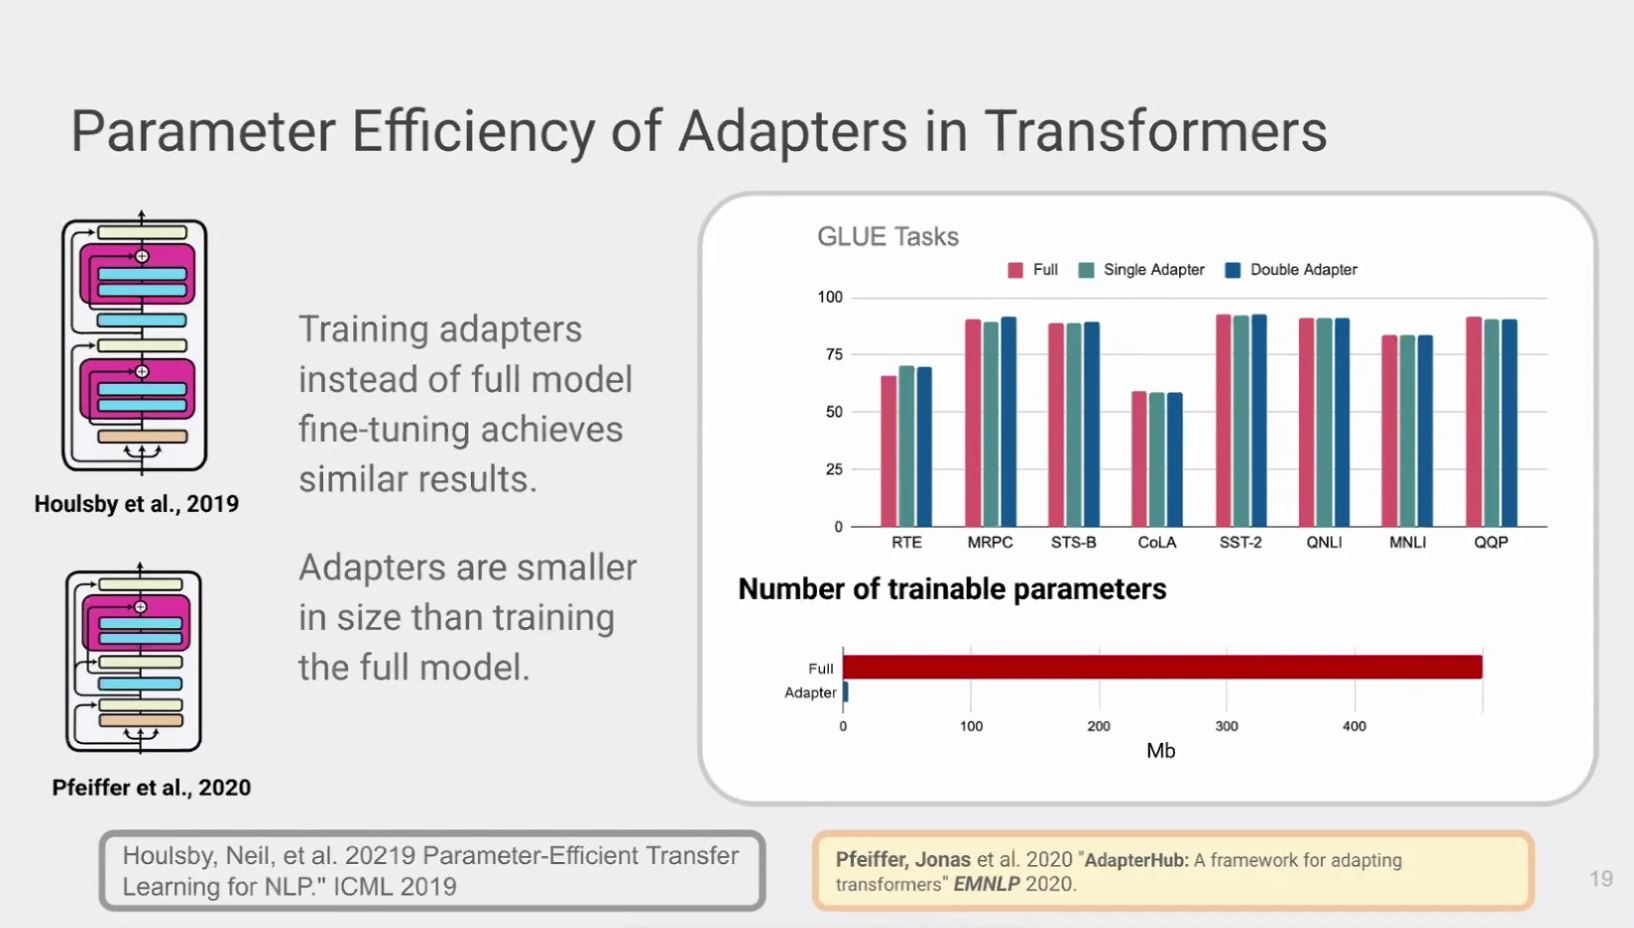 Parameter Efficiency of Adapters in Transformers
Houlsby et al., 2019
Pfeiffer et al., 2020
Training adapters
instead of full model
fine-tuning achieves
similar results.
Adapters are smaller
in size than training
the full model.
GLUE Tasks
Full Single Adapter Double Adapter
100
75
50
25
0
RTE MRPC STS-B CoLA SST-2 QNLI MNLI QQP
Number of trainable parameters
Full
Adapter
0 100 200 300 400
Mb
Houlsby, Neil, et al. 20219 Parameter-Efficient Transfer
Learning for NLP." ICML 2019
Pfeiffer, Jonas et al. 2020 "AdapterHub: A framework for adapting
transformers" EMNLP 2020.
19